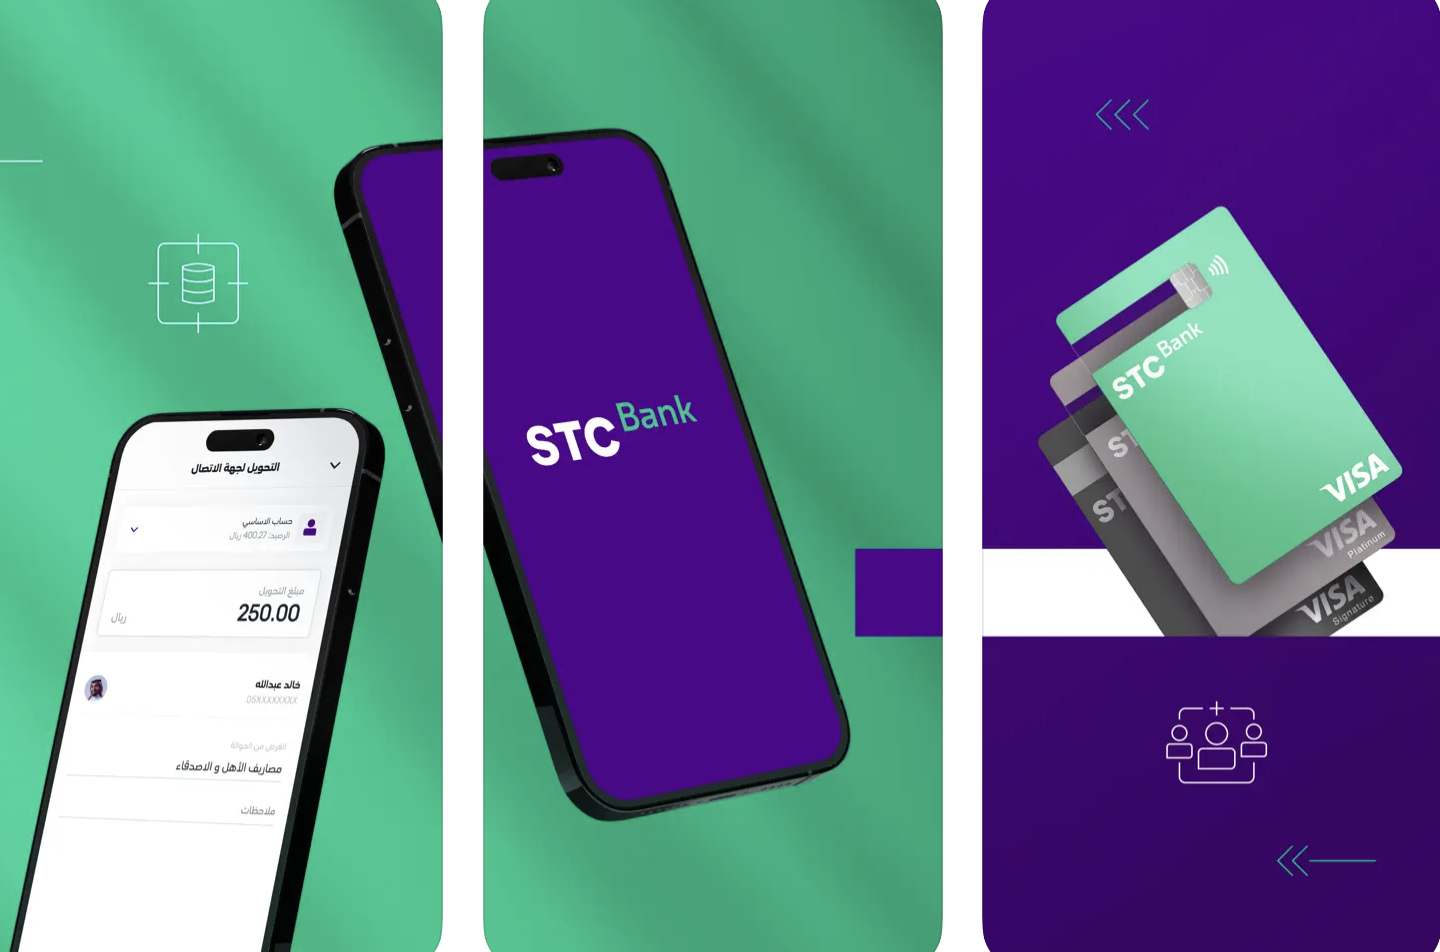 التحويل لجهة الاتصال
حساب الاساسي
الرصيد: 400.27 ريال
مبلغ التحويل
250.00
ريال
خالد عبدالله
05XXXXXXXX
الغرض من الحوالة
مصاريف الأهل و الاصدقاء
ملاحظات
STC Bank
STC Bank
VISA
ST
VISA
Platinum
ST
VISA
Signature